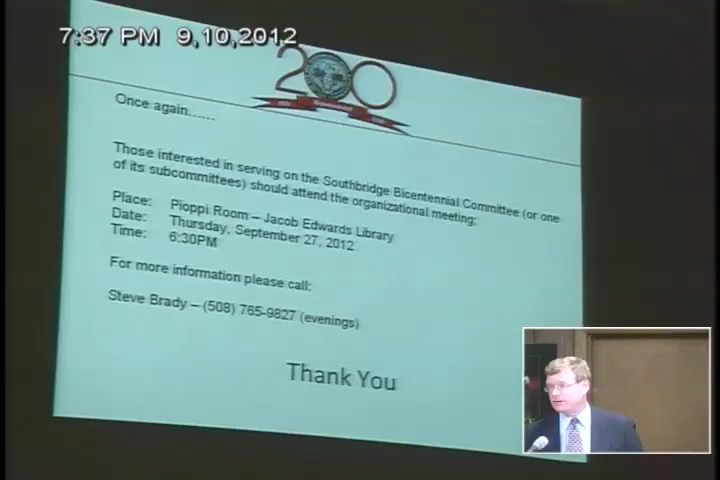 7:37 PM 9,10,2012
200
Once again......
Those interested in serving on the Southbridge Bicentennial Committee (or one
of its subcommittees) should attend the organizational meeting:
Place: Pioppi Room – Jacob Edwards Library
Date: Thursday, September 27, 2012
Time: 6:30PM
For more information please call:
Steve Brady – (508) 765-9827 (evenings)
Thank You